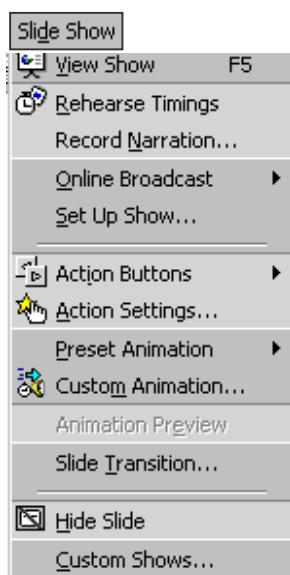 Slide Show
View Show F5
Rehearse Timings
Record Narration...
Online Broadcast
Set Up Show...
Action Buttons
Action Settings...
Preset Animation
Custom Animation...
Animation Preview
Slide Transition...
Hide Slide
Custom Shows...